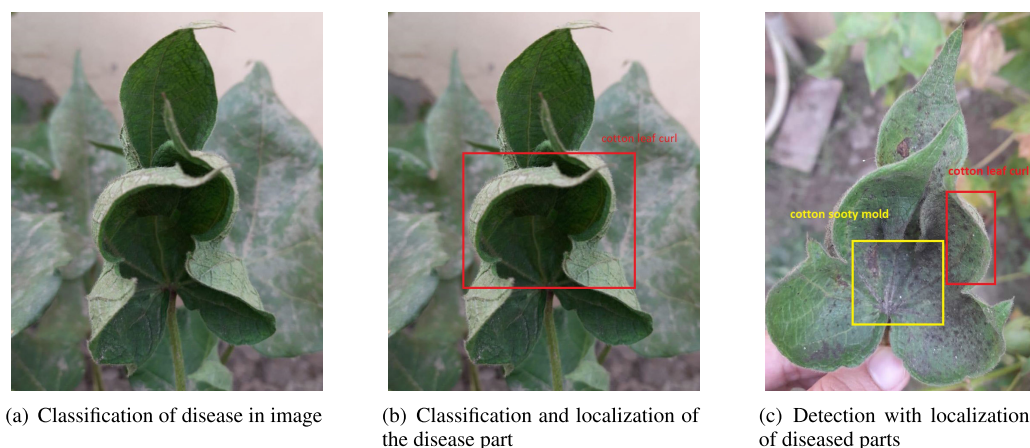 cotton leaf curl
cotton leaf curl
cotton sooty mold
(a) Classification of disease in image
(b) Classification and localization of
the disease part
(c) Detection with localization
of diseased parts